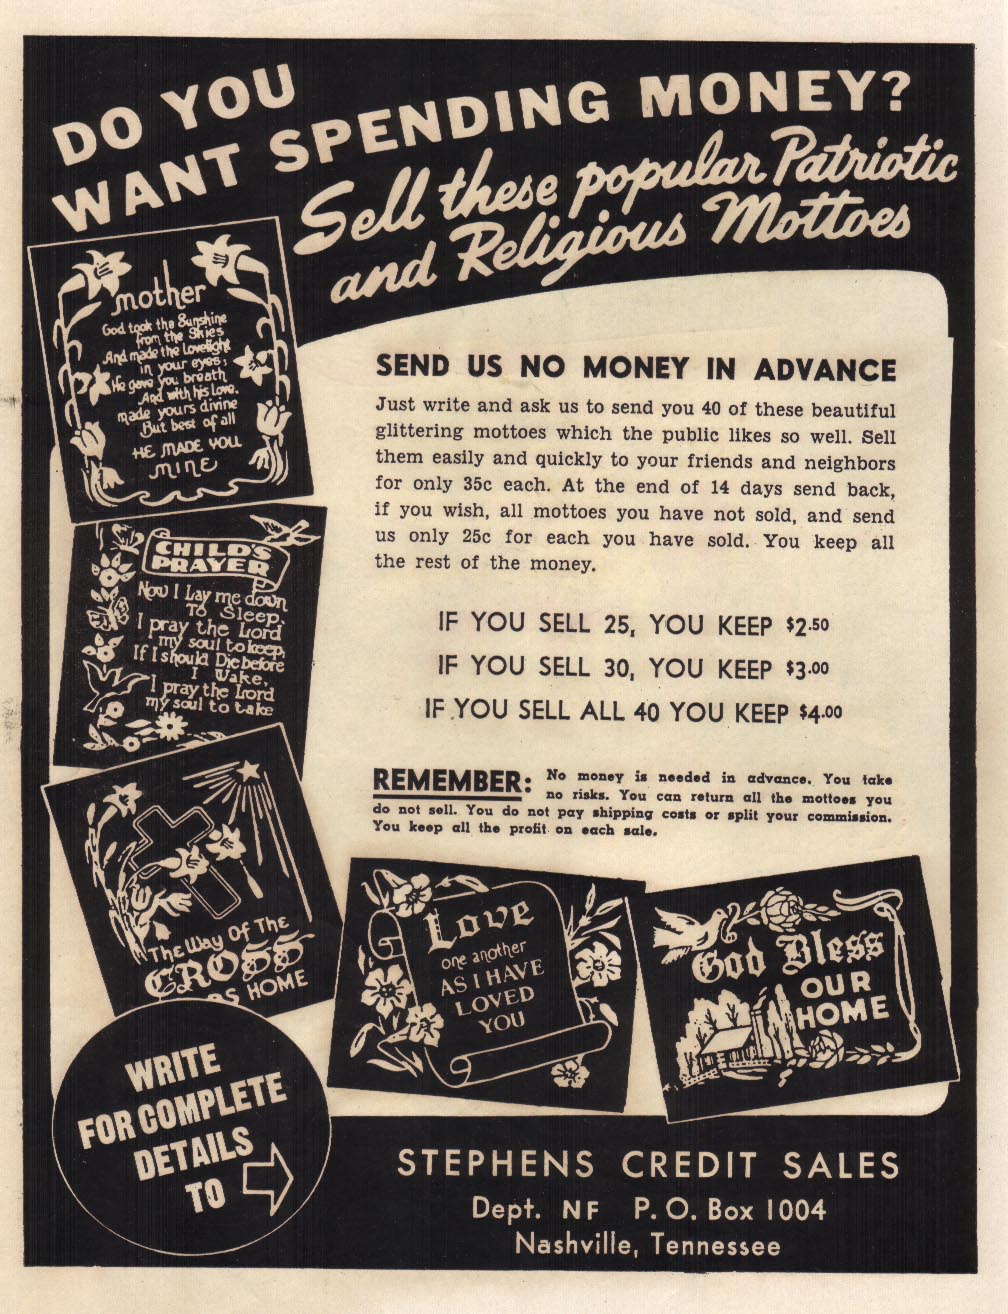 DO YOU
WANT SPENDING MONEY?
Sell these popular Patriotic
and Religious Mottoes
mother
God took the Sunshine
from the Skies
And made the Lovelight
in your eyes;
He gave you breath
And with his Love.
made yours divine
But best of all
HE MADE YOU
MINE
CHILD'S
PRAYER
Now I Lay me down
To Sleep,
I pray the Lord
my soul to keep,
If I should Die before
I Wake,
I pray the Lord
my soul to take
The Way Of The
CROSS
DS HOME
SEND US NO MONEY IN ADVANCE
Just write and ask us to send you 40 of these beautiful
glittering mottoes which the public likes so well. Sell
them easily and quickly to your friends and neighbors
for only 35c each. At the end of 14 days send back,
if you wish, all mottoes you have not sold, and send
us only 25c for each you have sold. You keep all
the rest of the money.
IF YOU SELL 25, YOU KEEP $2.50
IF YOU SELL 30, YOU KEEP $3.00
IF YOU SELL ALL 40 YOU KEEP $4.00
REMEMBER: No money is needed in advance. You take
no risks. You can return all the mottoes you
do not sell. You do not pay shipping costs or split your commission.
You keep all the profit on each sale.
Love
one another
AS I HAVE
LOVED
YOU
God Bless
OUR
HOME
WRITE
FOR COMPLETE
DETAILS
TO
STEPHENS CREDIT SALES
Dept. NF P. O. Box 1004
Nashville, Tennessee